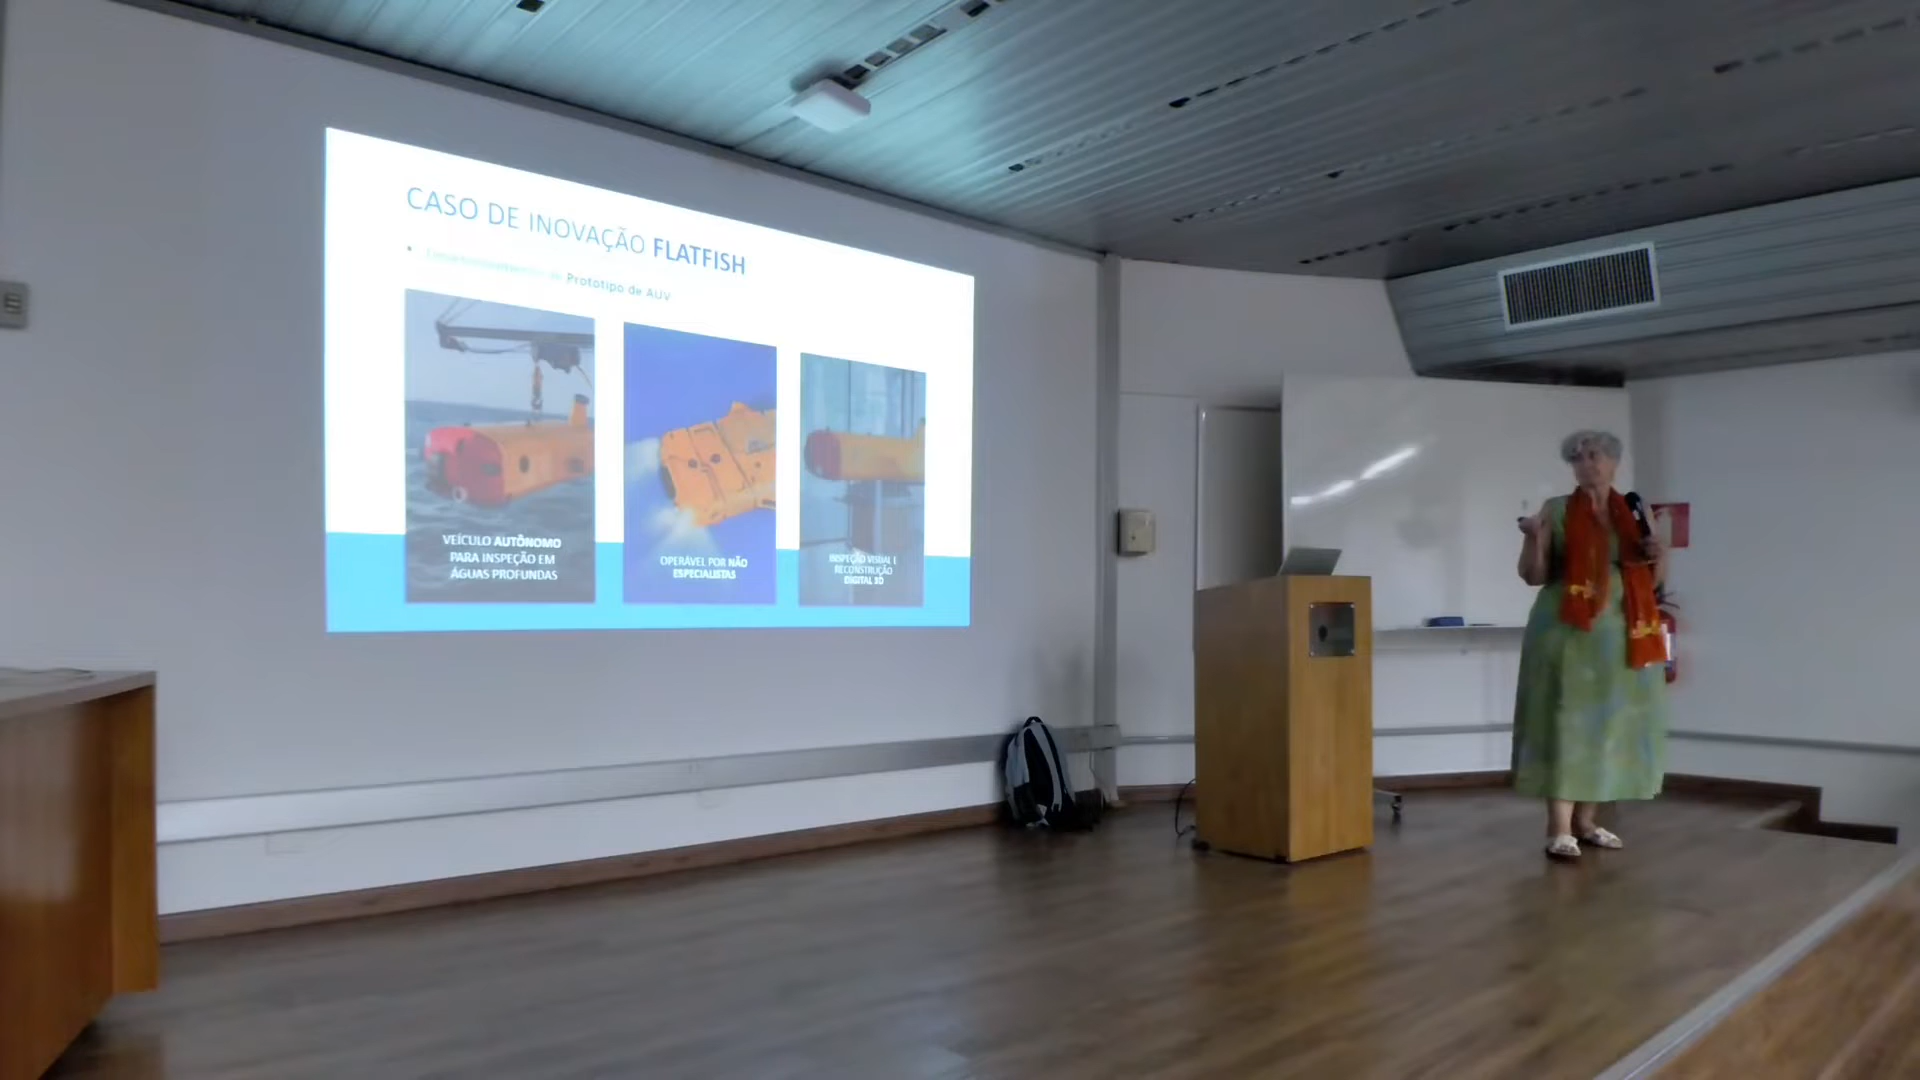 CASO DE INOVAÇÃO FLATFISH
Protótipo de AUV
VEÍCULO AUTÔNOMO
PARA INSPEÇÃO EM
ÁGUAS PROFUNDAS
OPERÁVEL POR NÃO
ESPECIALISTAS
INSPEÇÃO VISUAL E
RECONSTRUÇÃO
DIGITAL 3D